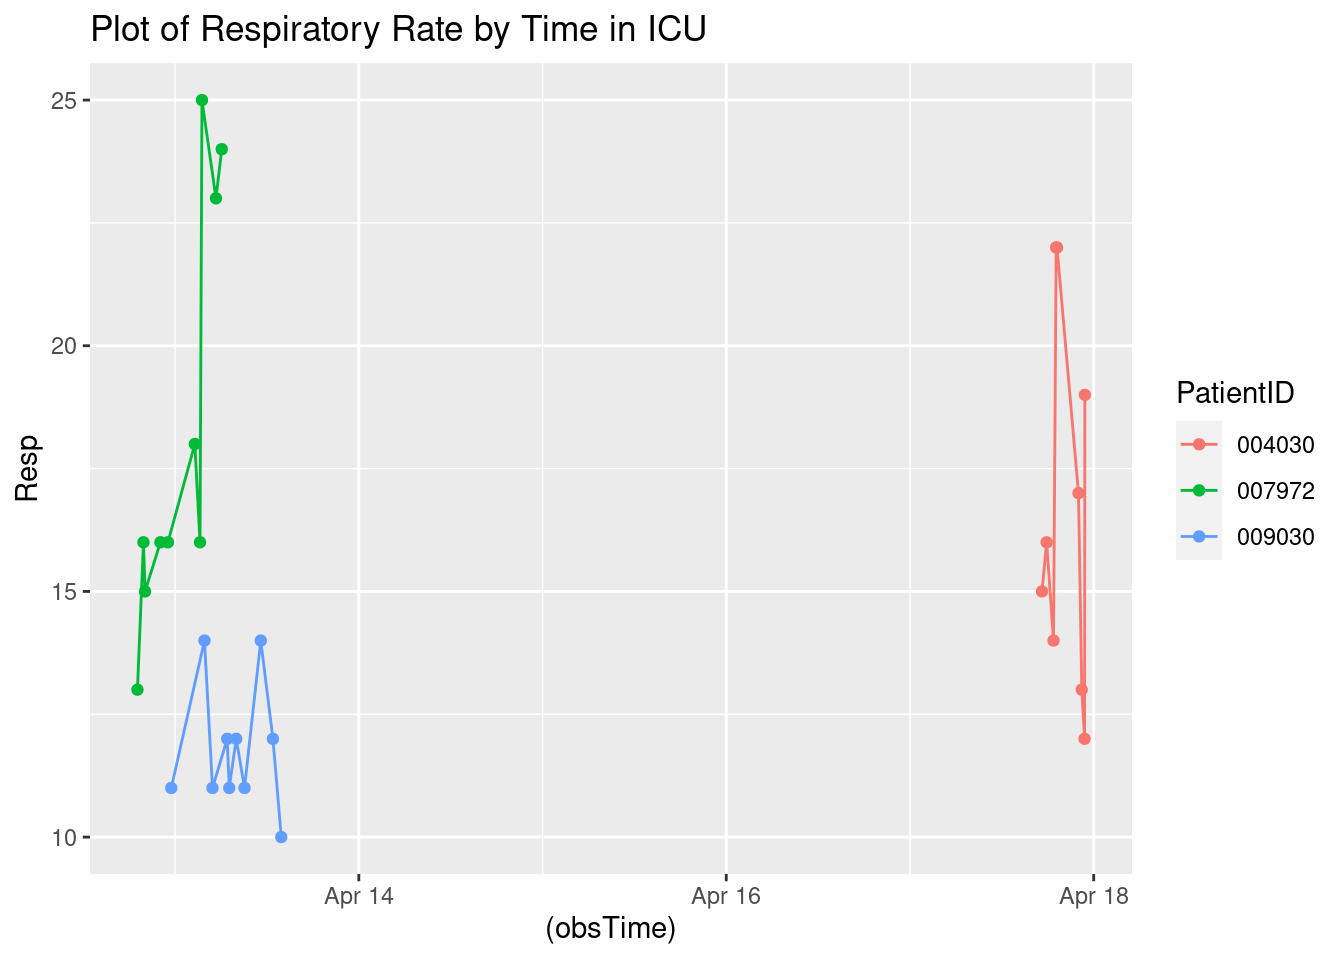 Plot of Respiratory Rate by Time in ICU
25
20
15
10
Resp
Apr 14
Apr 16
Apr 18
(obsTime)
PatientID
004030
007972
009030